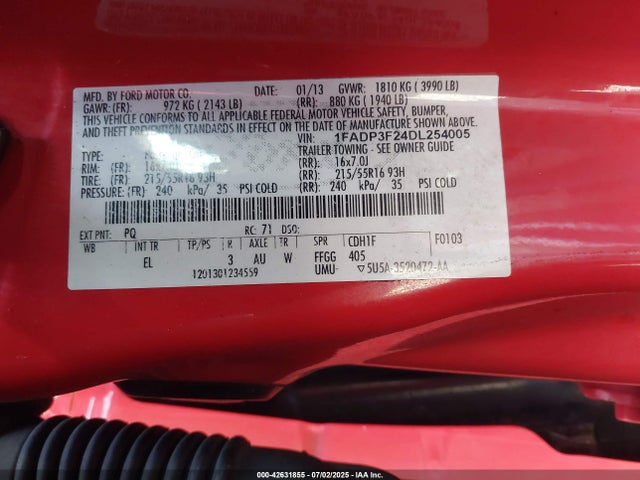 MFD. BY FORD MOTOR CO. DATE: 01/13 GVWR: 1810 KG ( 3990 LB)
GAWR: (FR): 972 KG ( 2143 LB) (RR): 880 KG ( 1940 LB)
THIS VEHICLE CONFORMS TO ALL APPLICABLE FEDERAL MOTOR VEHICLE SAFETY, BUMPER,
AND THEFT PREVENTION STANDARDS IN EFFECT ON THE DATE OF MANUFACTURE SHOWN ABOVE.
VIN: 1FADP3F24DL254005
TYPE: TRAILER TOWING - SEE OWNER GUIDE
RIM: (FR) (RR): 16x7.0J
TIRE: (FR) 215/55R16 93H (RR): 215/55R16 93H
PRESSURE: (FR) 240 kPa/ 35 PSI COLD (RR): 240 kPa/ 35 PSI COLD
EXT PNT: PQ RC: 71 DSO: F0103
WB INT TR TP/PS R AXLE TR SPR CDH1F
EL 3 AU W FFGG 405
1201301234559 UMU- ▽5U5A-3520472-AA
000-42631855 - 07/02/2025 - IAA Inc.